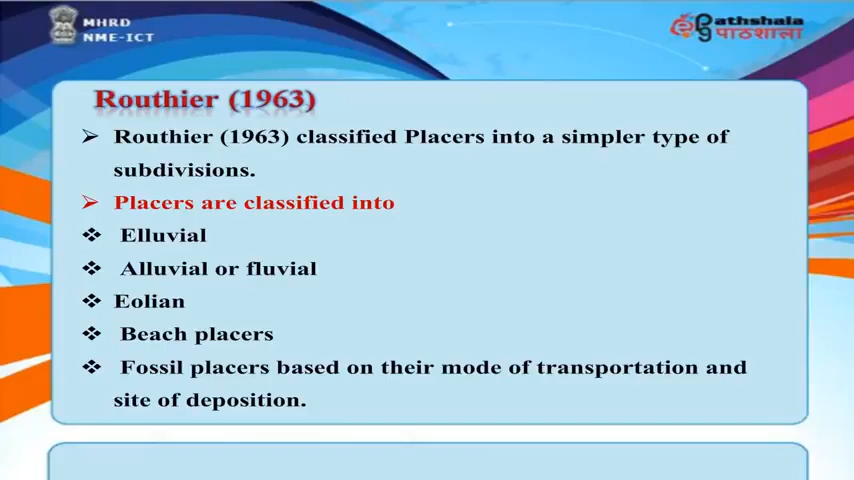 MHRD
NME-ICT
ePathshala
पाठशाला
Routhier (1963)
Routhier (1963) classified Placers into a simpler type of
subdivisions.
Placers are classified into
Elluvial
Alluvial or fluvial
Eolian
Beach placers
Fossil placers based on their mode of transportation and
site of deposition.